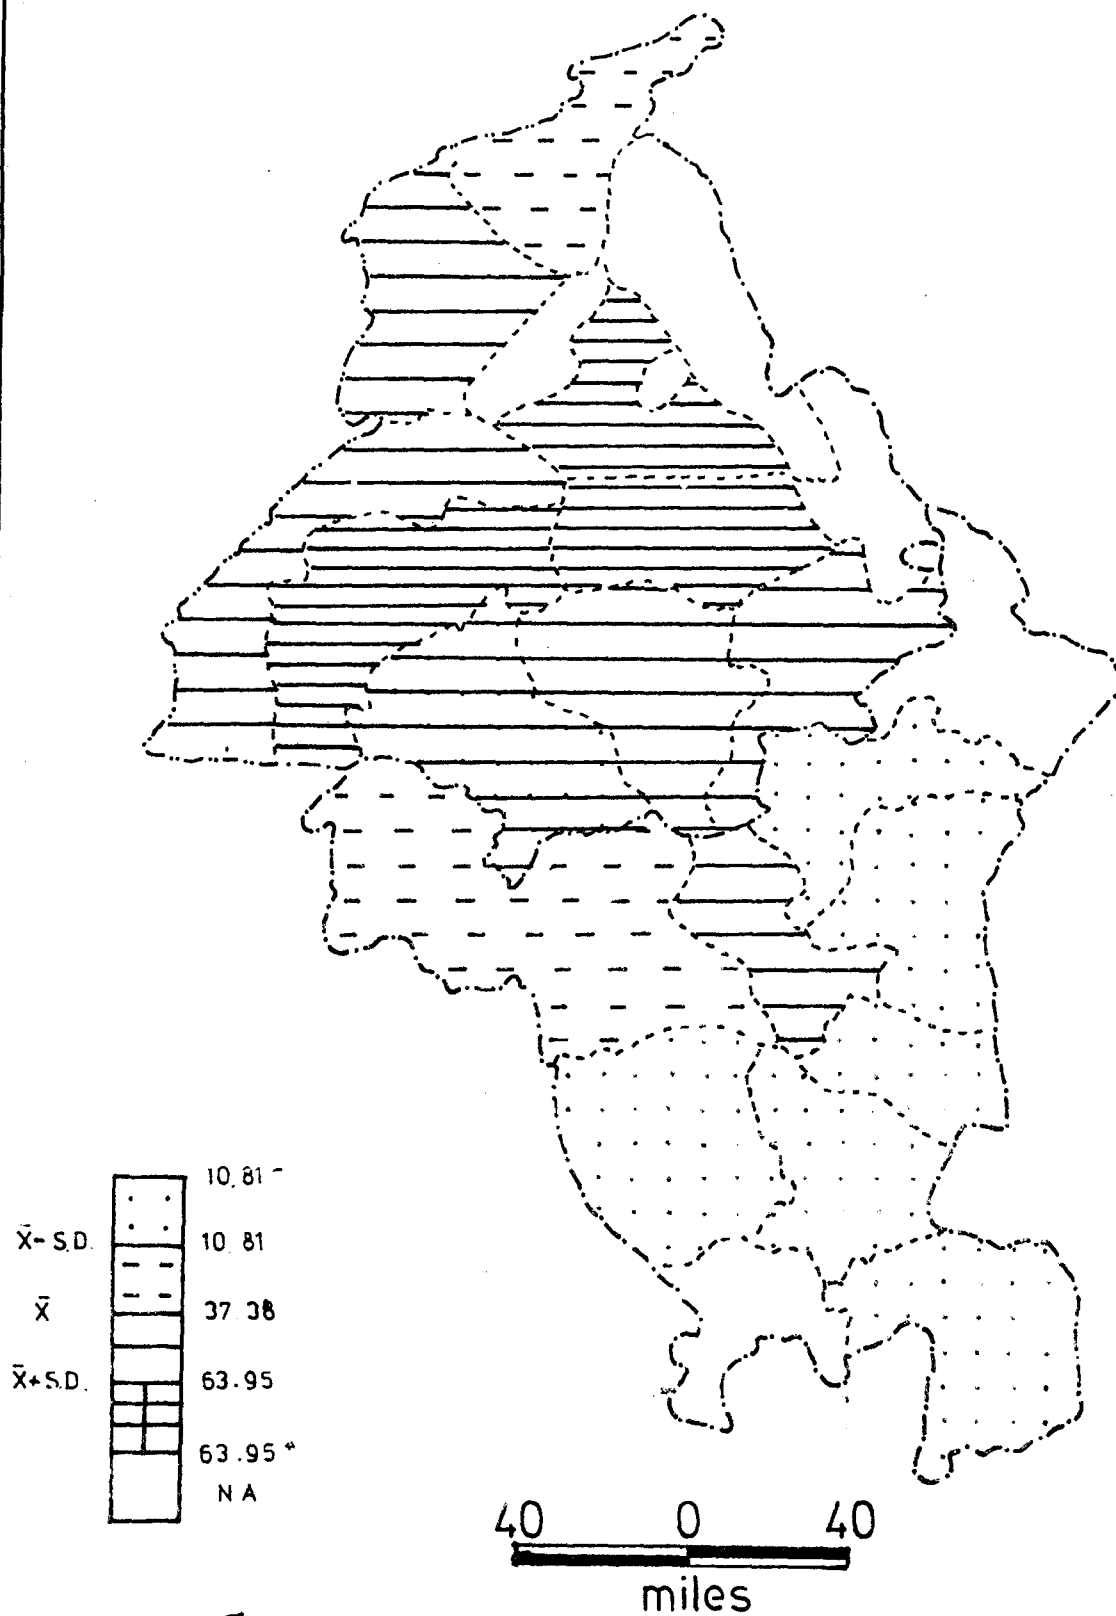 10.81 -
X̄- S.D. 10.81
X̄ 37.38
X̄+S.D. 63.95
63.95 +
N A
40 0 40
miles